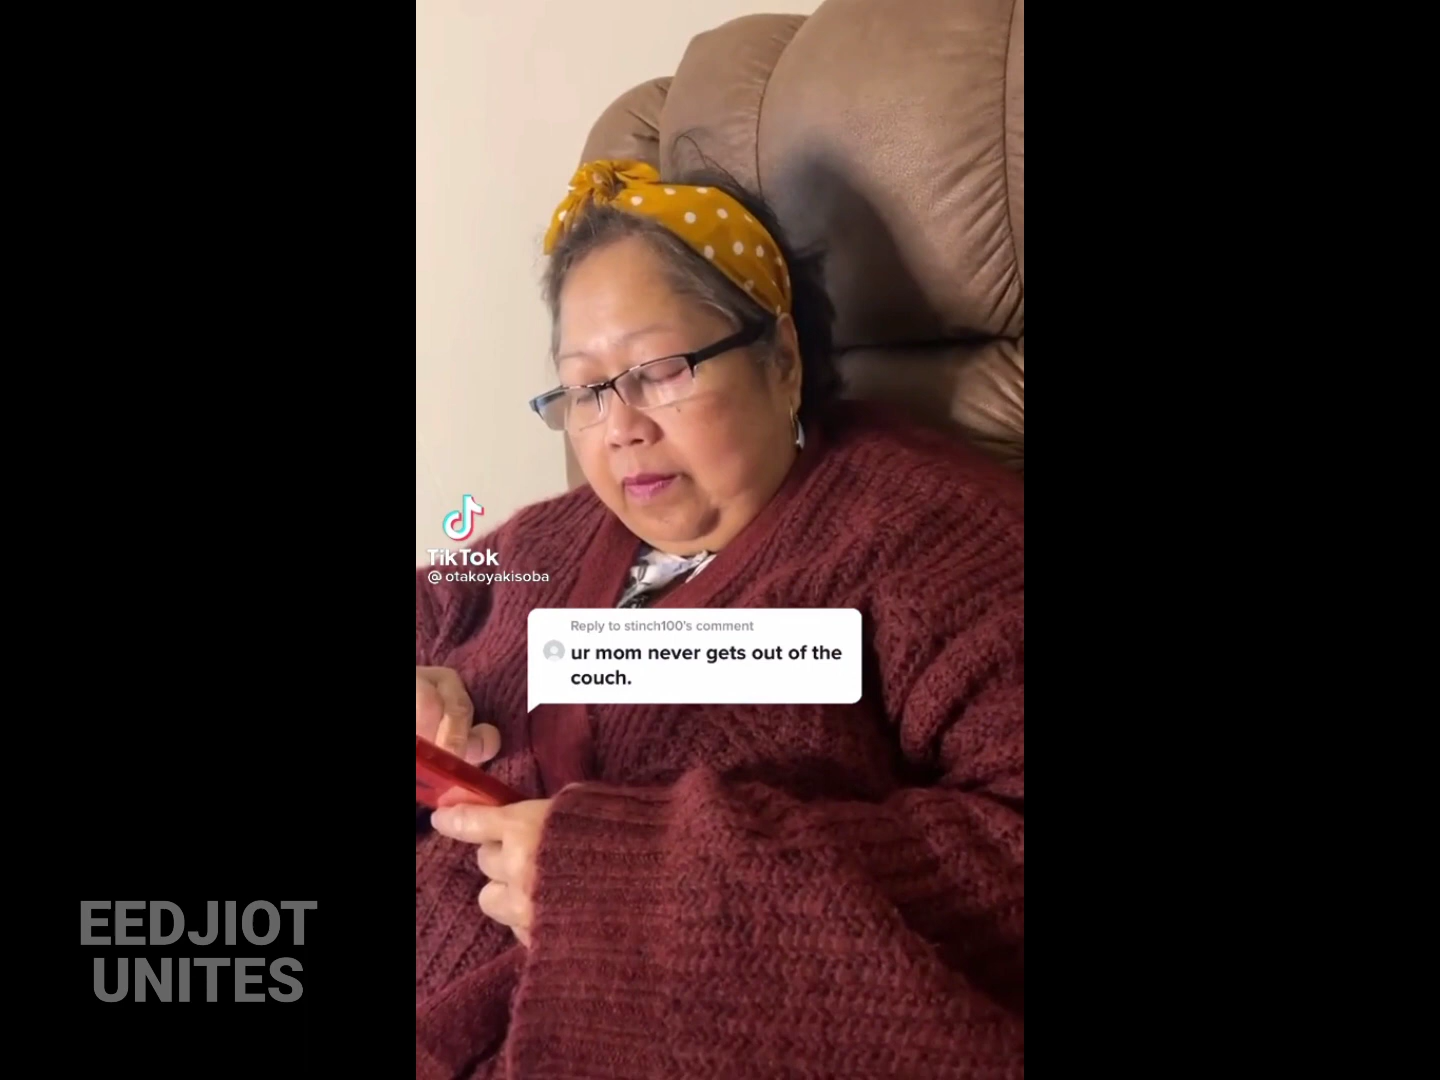 TikTok
@otakoyakisoba
Reply to stinch100's comment
ur mom never gets out of the
couch.
EEDJIOT
UNITES